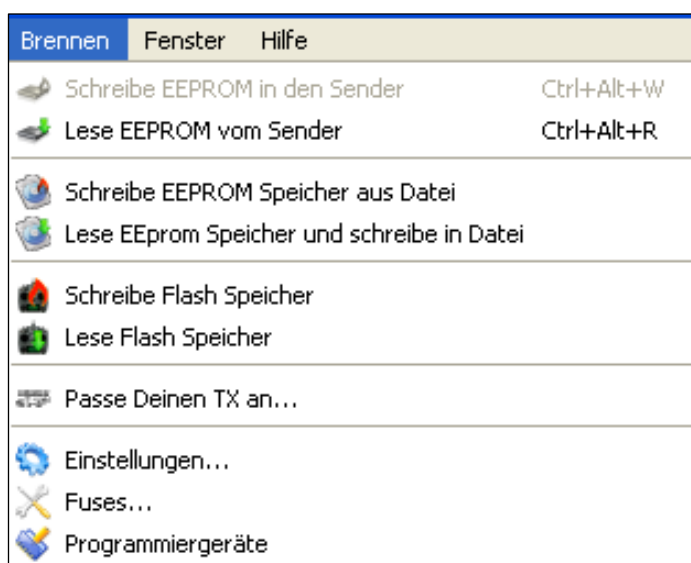 Brennen Fenster Hilfe
Schreibe EEPROM in den Sender Ctrl+Alt+W
Lese EEPROM vom Sender Ctrl+Alt+R
Schreibe EEPROM Speicher aus Datei
Lese EEprom Speicher und schreibe in Datei
Schreibe Flash Speicher
Lese Flash Speicher
Passe Deinen TX an...
Einstellungen...
Fuses...
Programmiergeräte